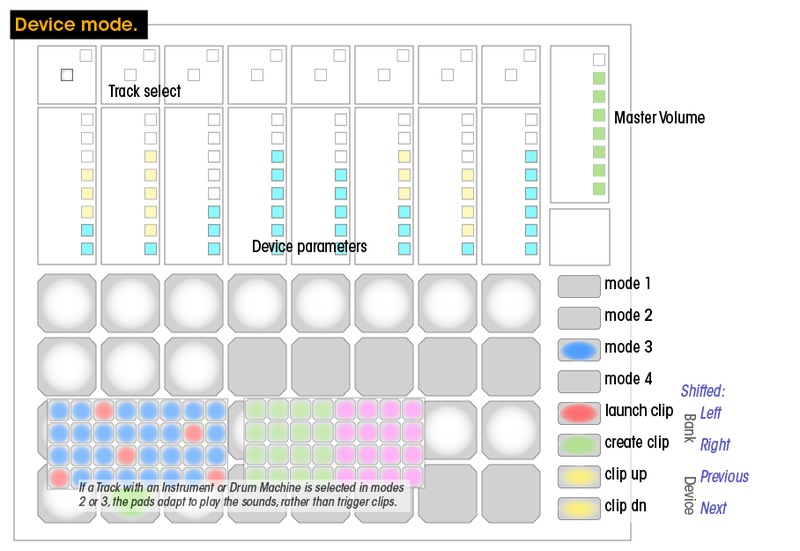 Device mode.
Track select
Master Volume
Device parameters
mode 1
mode 2
mode 3
mode 4
Shifted:
launch clip
Left
Bank
create clip
Right
clip up
Previous
Device
clip dn
Next
If a Track with an Instrument or Drum Machine is selected in modes
2 or 3, the pads adapt to play the sounds, rather than trigger clips.